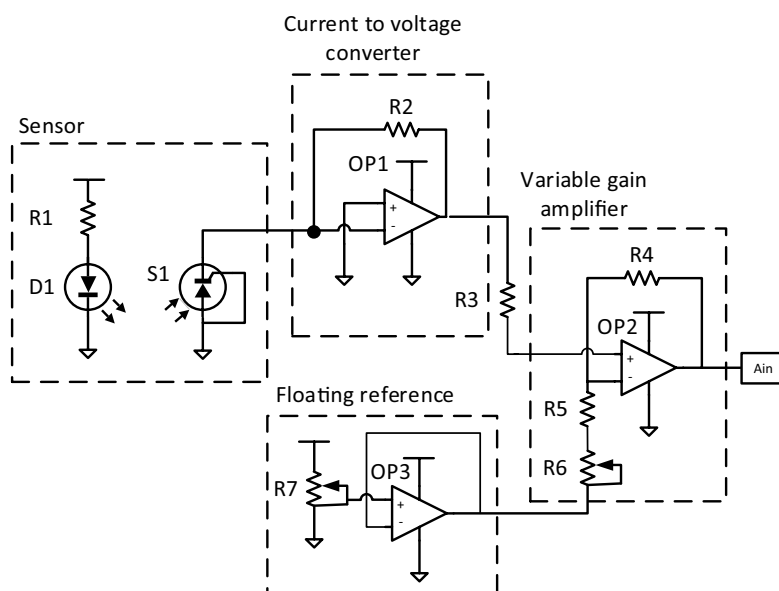 Current to voltage
converter
Sensor
R2
OP1
+
-
R1
D1
S1
Variable gain
amplifier
R3
R4
OP2
+
-
Ain
R5
R6
Floating reference
R7
OP3
+
-